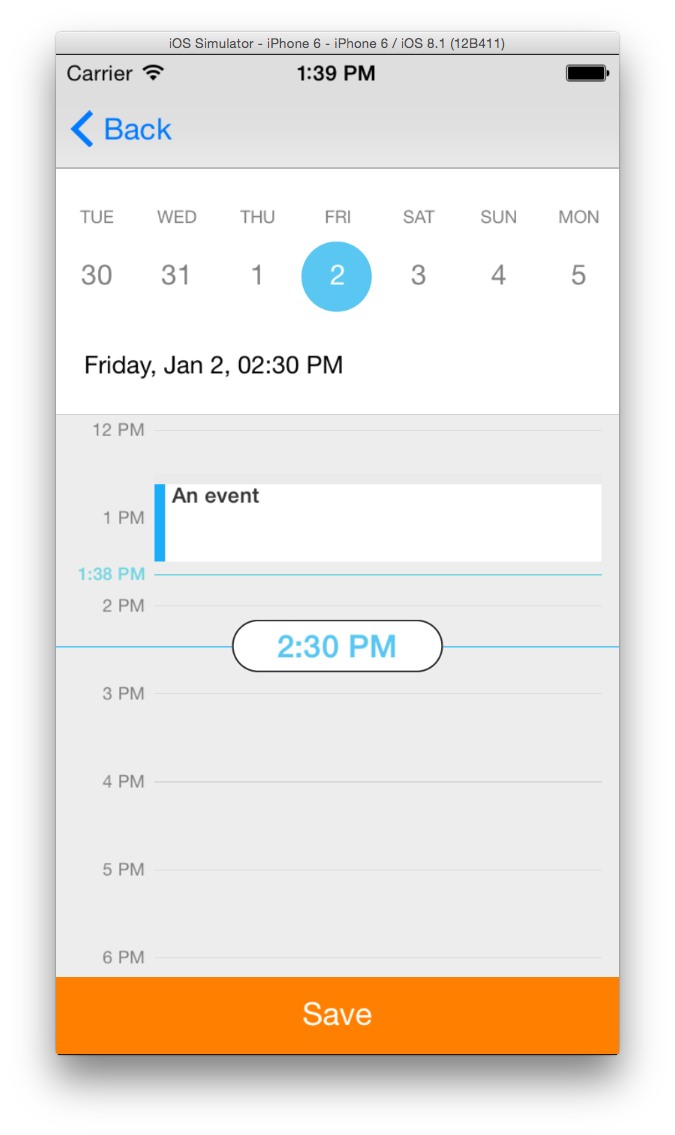 iOS Simulator - iPhone 6 - iPhone 6 / iOS 8.1 (12B411)
Carrier 1:39 PM
Back
TUE WED THU FRI SAT SUN MON
30 31 1 2 3 4 5
Friday, Jan 2, 02:30 PM
12 PM
An event
1 PM
1:38 PM
2 PM
2:30 PM
3 PM
4 PM
5 PM
6 PM
Save